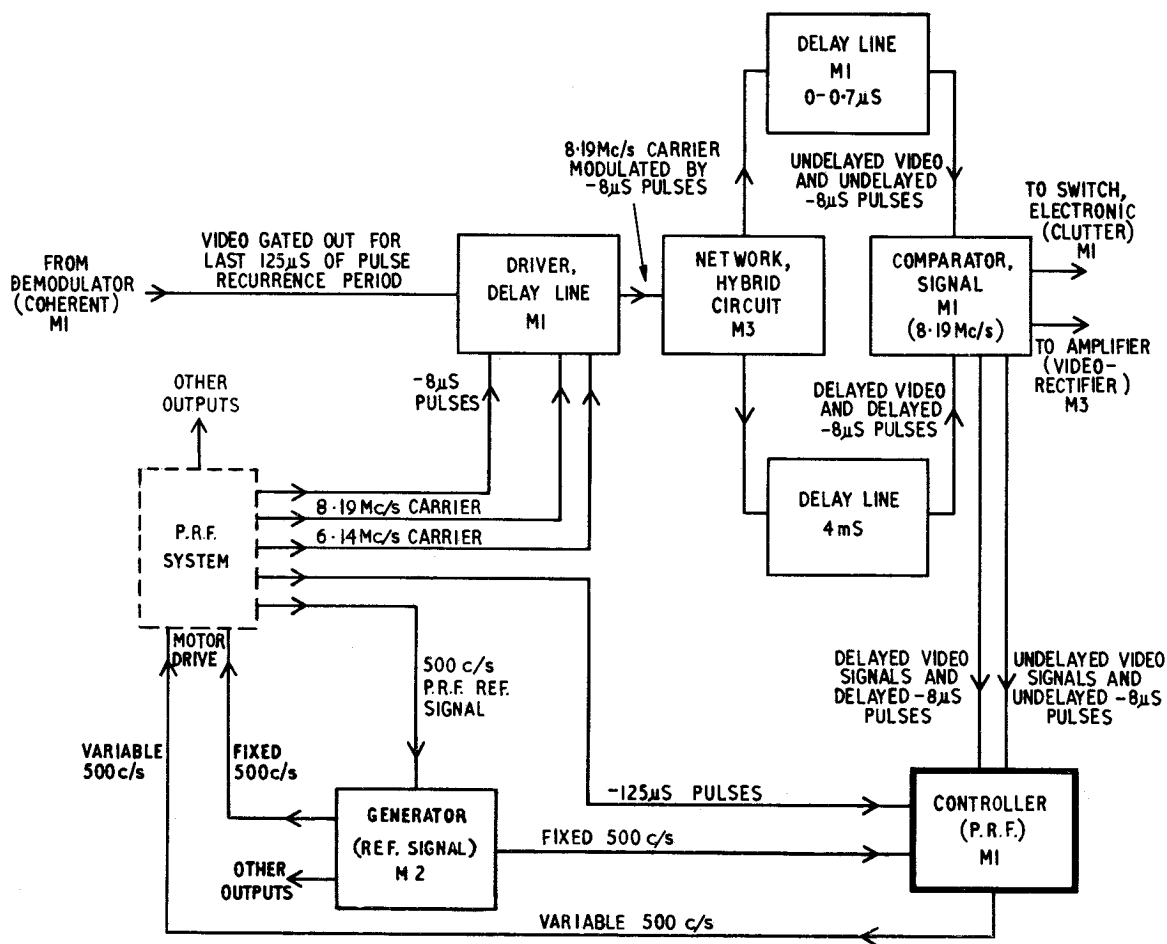 DELAY LINE
M1
0-0·7µS
8·19Mc/s CARRIER
MODULATED BY
-8µS PULSES
UNDELAYED VIDEO
AND UNDELAYED
-8µS PULSES
TO SWITCH,
ELECTRONIC
(CLUTTER)
M1
VIDEO GATED OUT FOR
LAST 125µS OF PULSE
RECURRENCE PERIOD
FROM
DEMODULATOR
(COHERENT)
M1
DRIVER,
DELAY LINE
M1
NETWORK,
HYBRID
CIRCUIT
M3
COMPARATOR,
SIGNAL
M1
(8·19Mc/s)
TO AMPLIFIER
(VIDEO-
RECTIFIER)
M3
OTHER
OUTPUTS
-8µS
PULSES
DELAYED VIDEO
AND DELAYED
-8µS PULSES
P.R.F.
SYSTEM
8·19Mc/s CARRIER
6·14Mc/s CARRIER
DELAY LINE
4mS
MOTOR
DRIVE
500 c/s
P.R.F. REF.
SIGNAL
DELAYED VIDEO
SIGNALS AND
DELAYED -8µS
PULSES
UNDELAYED VIDEO
SIGNALS AND
UNDELAYED -8µS
PULSES
VARIABLE
500c/s
FIXED
500c/s
-125µS PULSES
GENERATOR
(REF. SIGNAL)
M2
FIXED 500 c/s
CONTROLLER
(P.R.F.)
M1
OTHER
OUTPUTS
VARIABLE 500 c/s